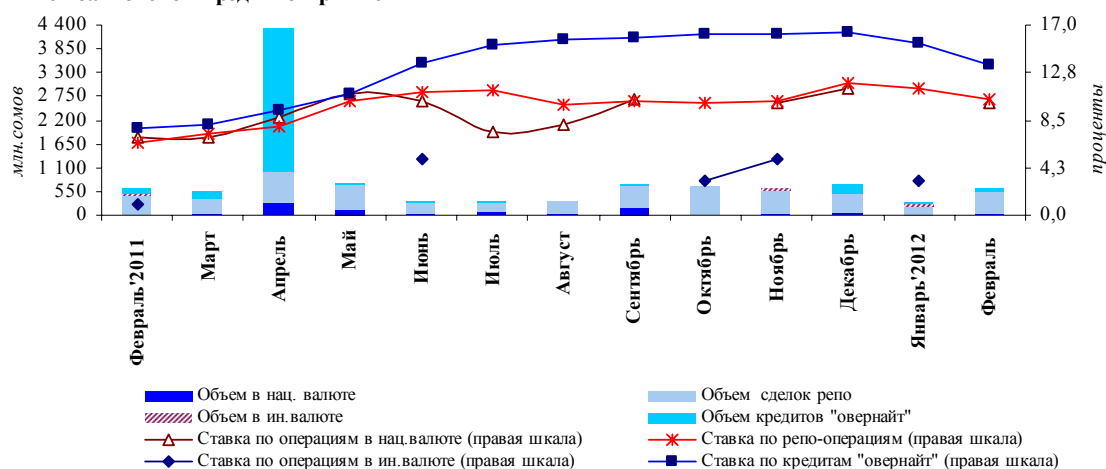 4 400
3 850
3 300
2 750
2 200
1 650
1 100
550
0
млн.сомов
17,0
12,8
8,5
4,3
0,0
проценты
Февраль'2011
Март
Апрель
Май
Июнь
Июль
Август
Сентябрь
Октябрь
Ноябрь
Декабрь
Январь'2012
Февраль
Объем в нац. валюте
Объем сделок репо
Объем в ин.валюте
Объем кредитов "овернайт"
Ставка по операциям в нац.валюте (правая шкала)
Ставка по репо-операциям (правая шкала)
Ставка по операциям в ин.валюте (правая шкала)
Ставка по кредитам "овернайт" (правая шкала)